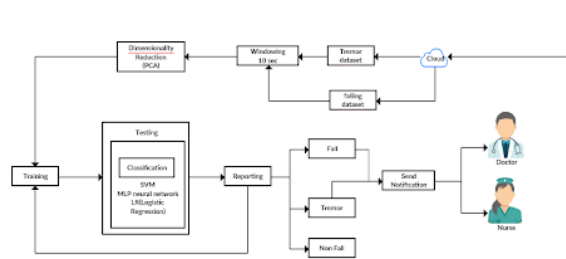 Dimensionality
Reduction
(PCA)
Windowing
10 sec
Tremor
dataset
Cloud
falling
dataset
Testing
Training
Classification
SVM
MLP neural network
LR(Logistic
Regression)
Reporting
Fall
Tremor
Non Fall
Send
Notification
Doctor
Nurse